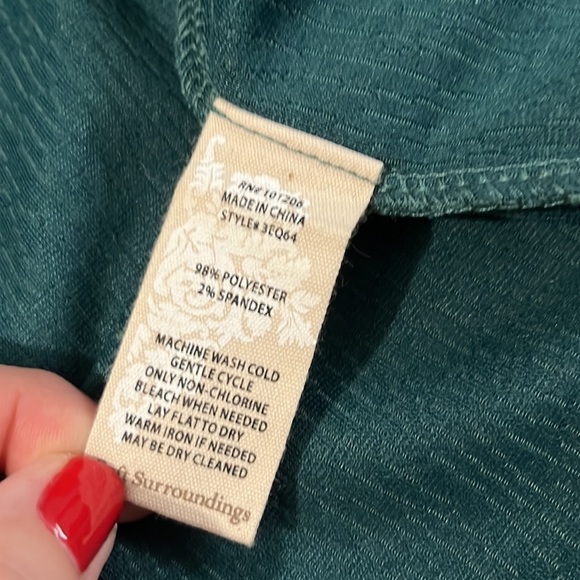 RN# 101206
MADE IN CHINA
STYLE# 3EQ64
98% POLYESTER
2% SPANDEX
MACHINE WASH COLD
GENTLE CYCLE
ONLY NON-CHLORINE
BLEACH WHEN NEEDED
LAY FLAT TO DRY
WARM IRON IF NEEDED
MAY BE DRY CLEANED
Surroundings